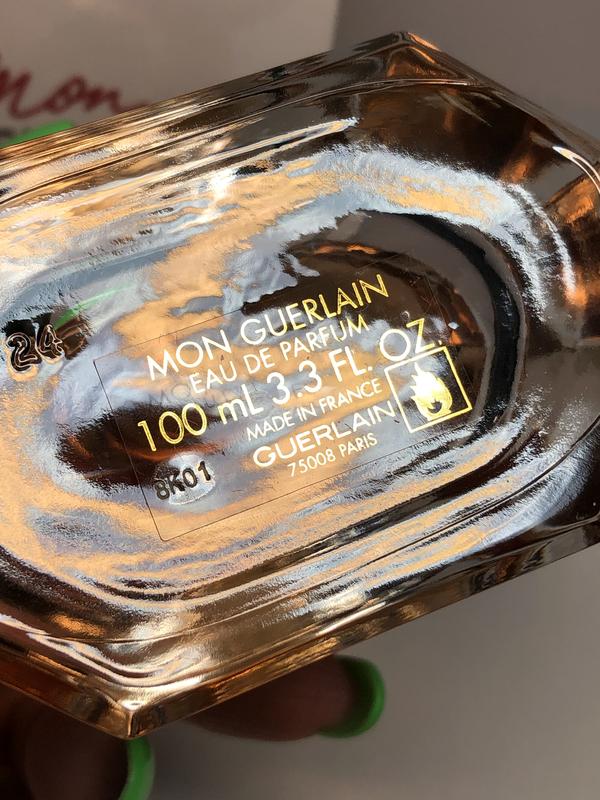 mon
24
MON GUERLAIN
EAU DE PARFUM
100 mL 3.3 FL. OZ.
MADE IN FRANCE
GUERLAIN
75008 PARIS
8K01